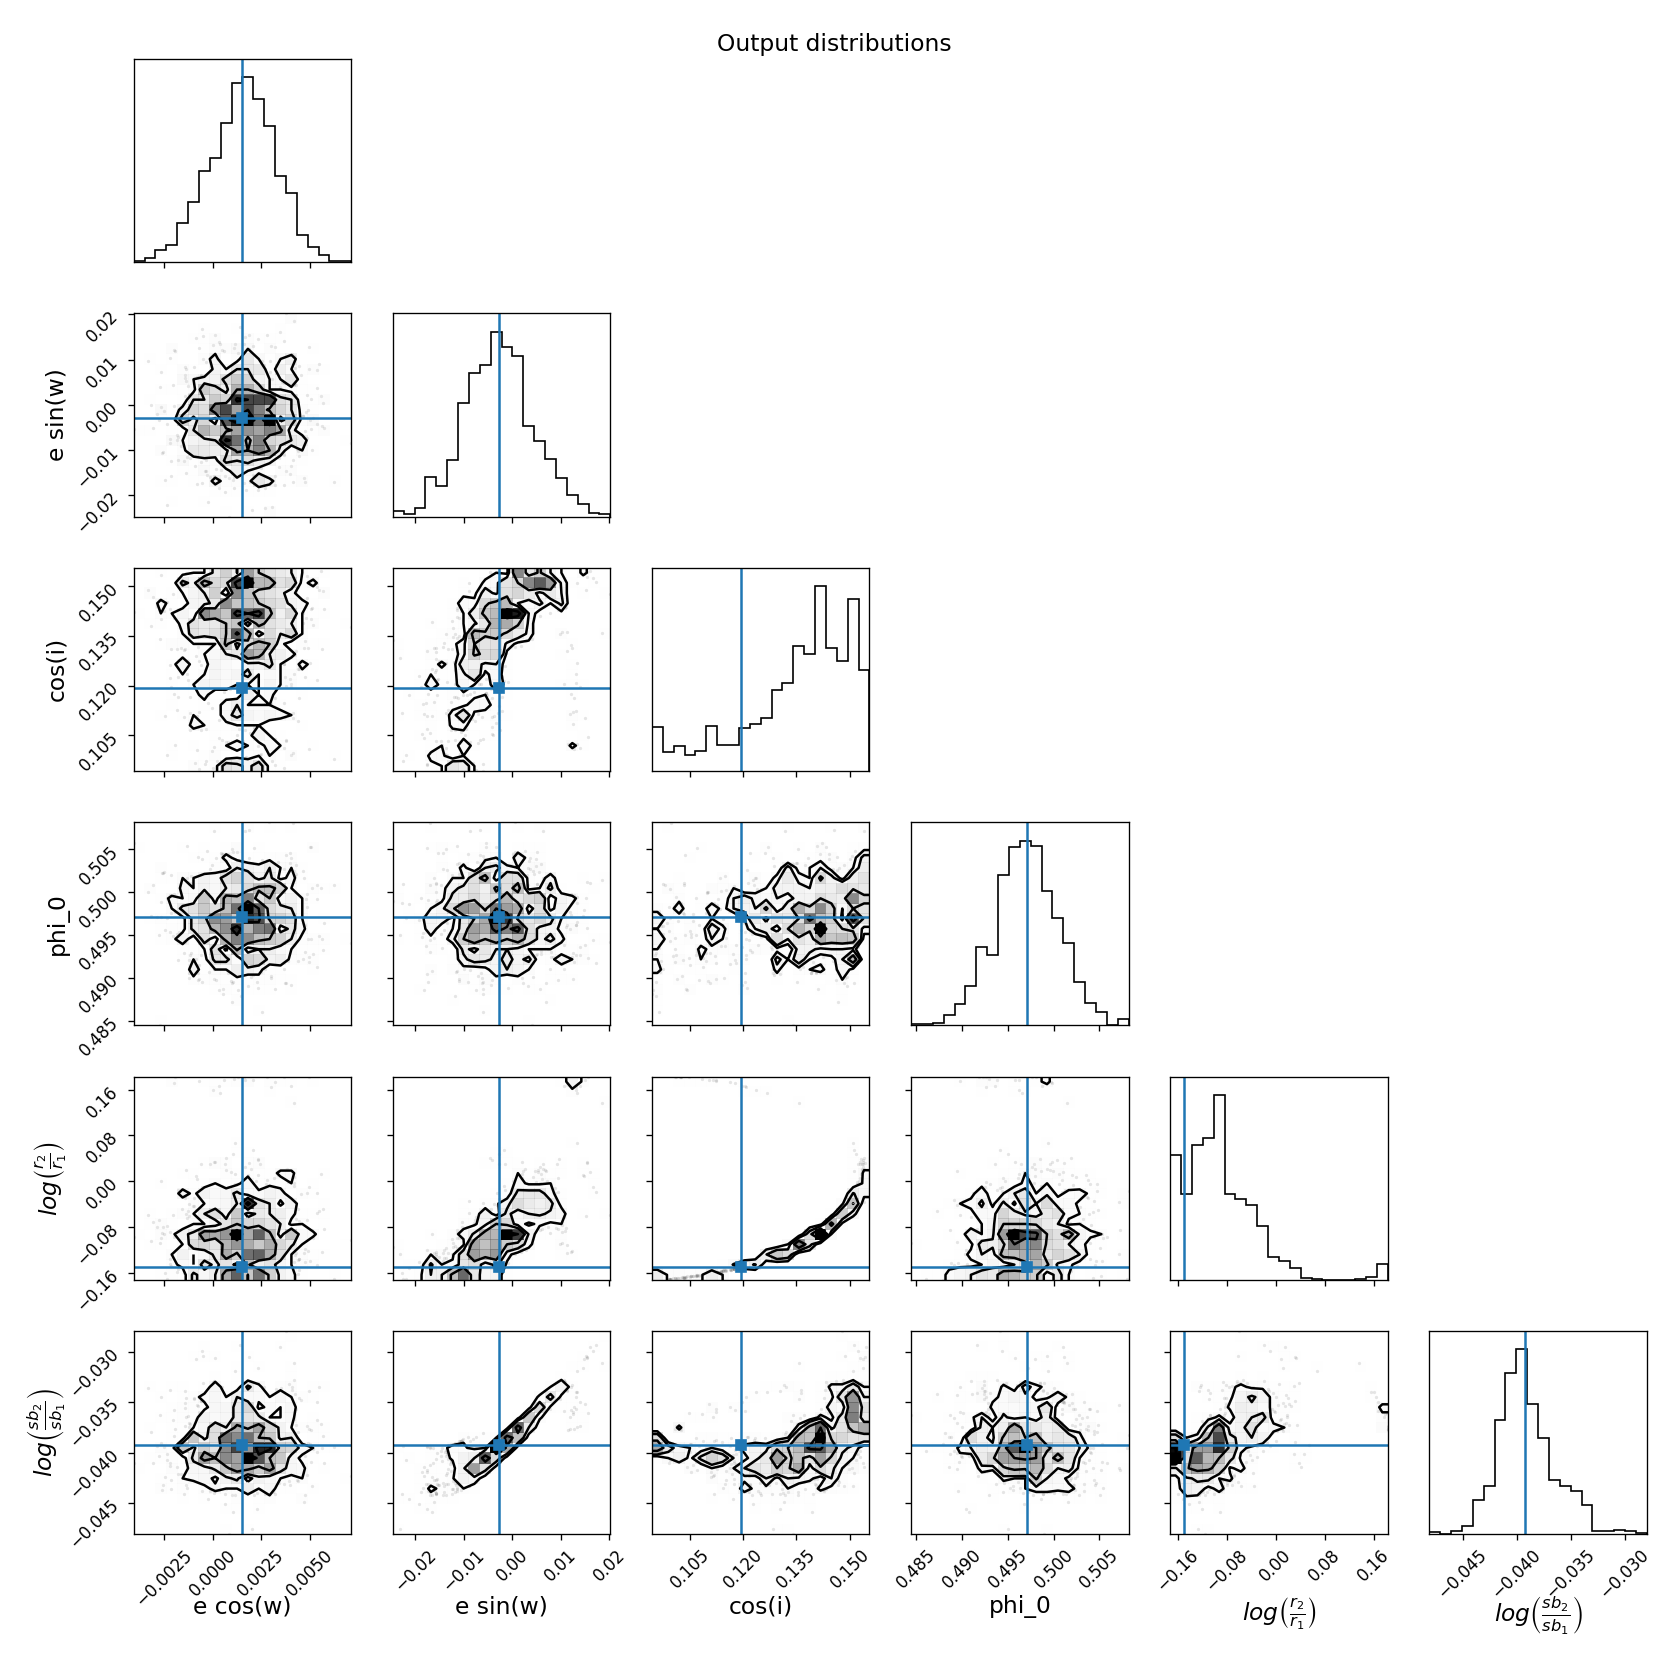 Output distributions
0.02
0.01
0.00
−0.01
−0.02
e sin(w)
0.150
0.135
0.120
0.105
cos(i)
0.505
0.500
0.495
0.490
0.485
phi_0
0.16
0.08
0.00
−0.08
−0.16
log(r₂/r₁)
−0.030
−0.035
−0.040
−0.045
log(sb₂/sb₁)
−0.0025 0.0000 0.0025 0.0050
−0.02 −0.01 0.00 0.01 0.02
0.105 0.120 0.135 0.150
0.485 0.490 0.495 0.500 0.505
−0.16 −0.08 0.00 0.08 0.16
−0.045 −0.040 −0.035 −0.030
e cos(w) e sin(w) cos(i) phi_0 log(r₂/r₁) log(sb₂/sb₁)